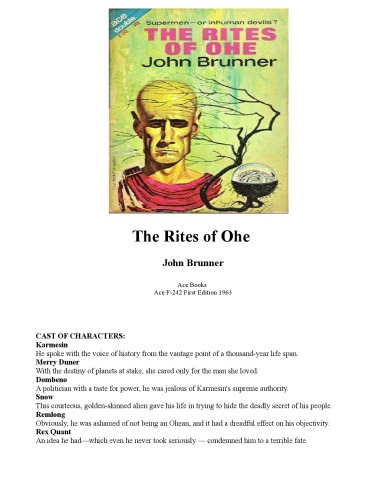 ace
double
Supermen—or inhuman devils?
THE RITES
OF OHE
John Brunner
The Rites of Ohe
John Brunner
Ace Books
Ace F-242 First Edition 1963
CAST OF CHARACTERS:
Karmesin
He spoke with the voice of history from the vantage point of a thousand-year life span.
Merry Duner
With the destiny of planets at stake, she cared only for the man she loved.
Dombeno
A politician with a taste for power, he was jealous of Karmesin's supreme authority.
Snow
This courteous, golden-skinned alien gave his life in trying to hide the deadly secret of his people.
Remlong
Obviously, he was ashamed of not being an Ohean, and it had a dreadful effect on his objectivity.
Rex Quant
An idea he had—which even he never took seriously — condemned him to a terrible fate.